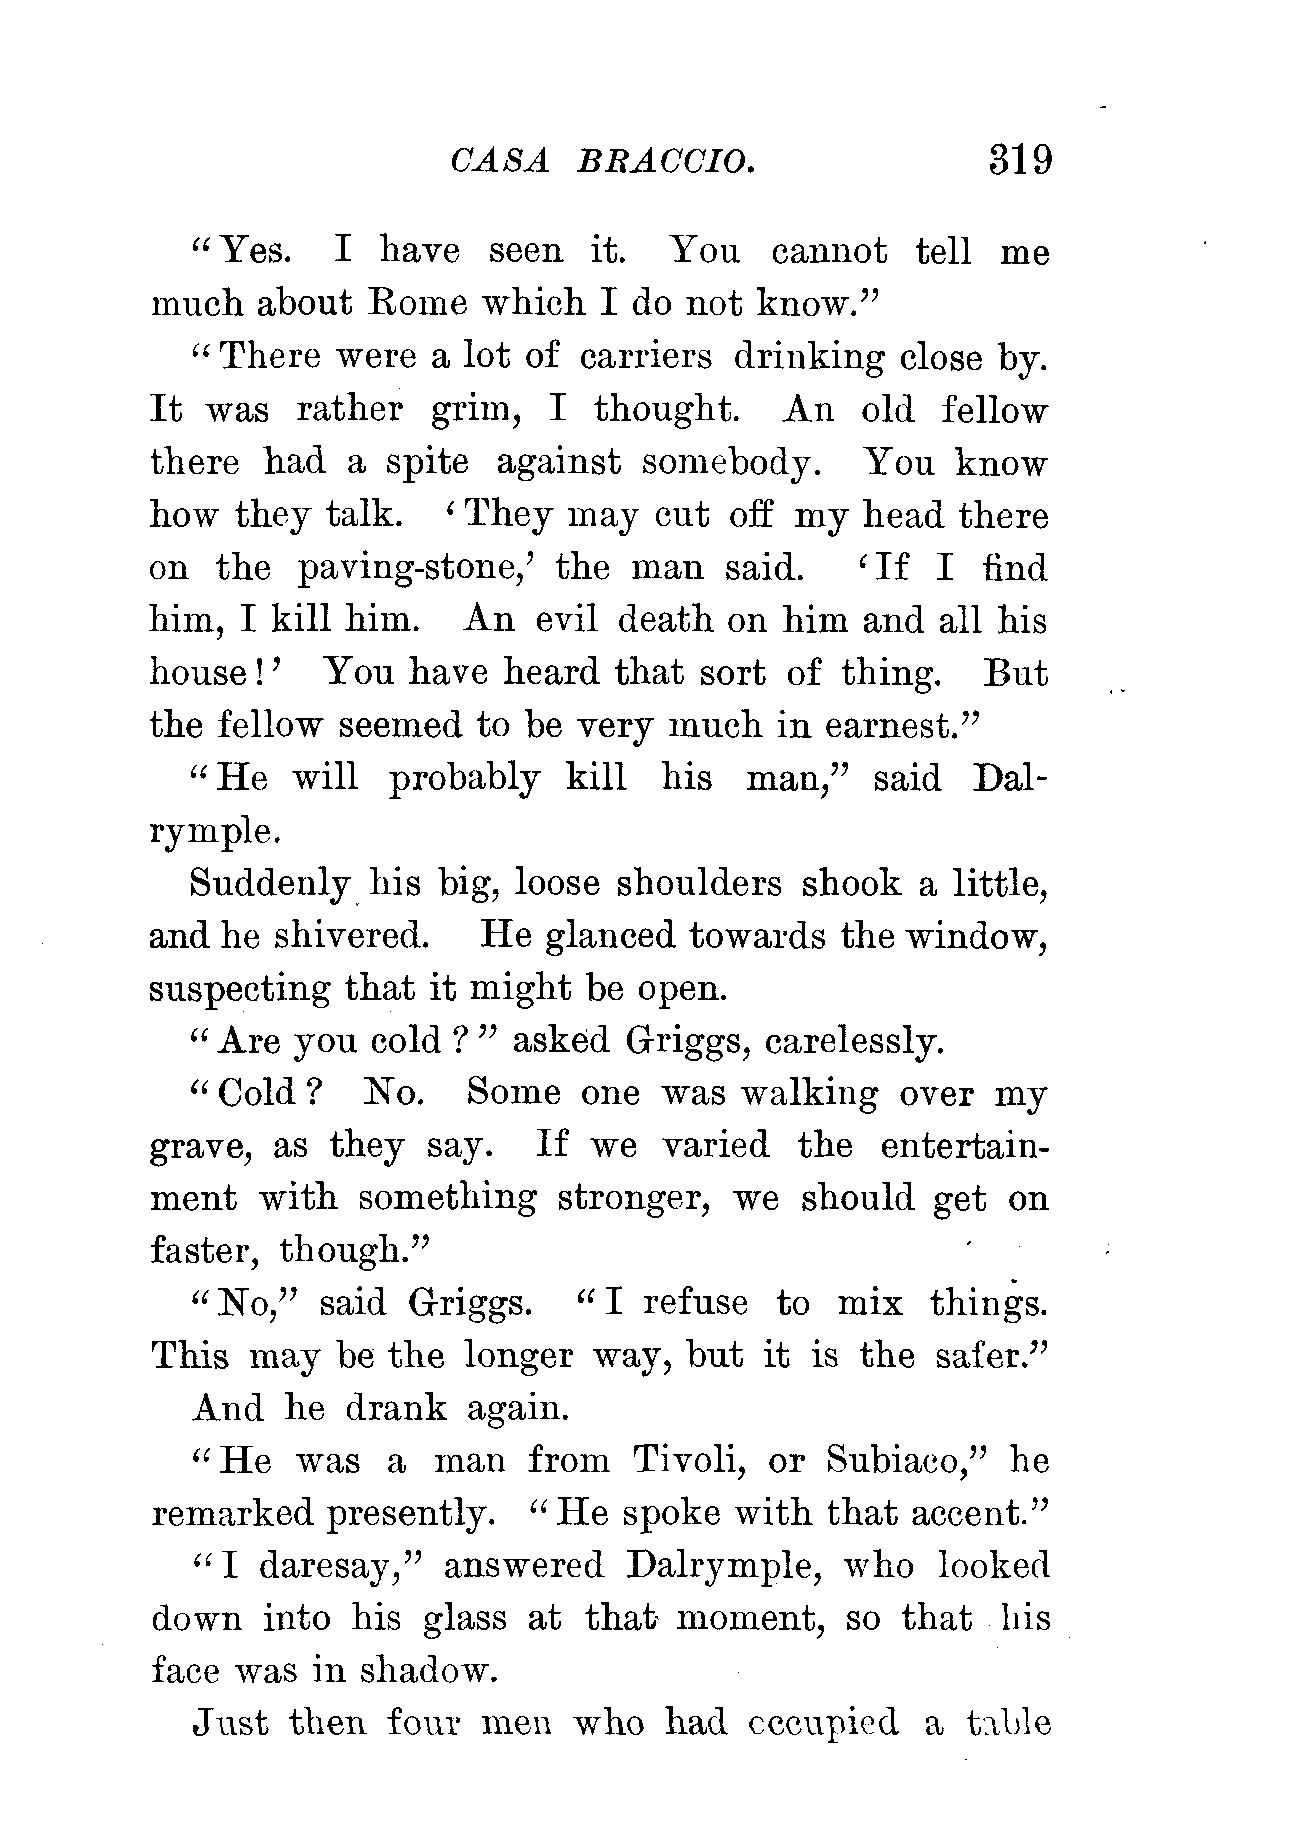 CASA BRACCIO. 319
“Yes. I have seen it. You cannot tell me
much about Rome which I do not know.”
“There were a lot of carriers drinking close by.
It was rather grim, I thought. An old fellow
there had a spite against somebody. You know
how they talk. ‘They may cut off my head there
on the paving-stone,’ the man said. ‘If I find
him, I kill him. An evil death on him and all his
house!’ You have heard that sort of thing. But
the fellow seemed to be very much in earnest.”
“He will probably kill his man,” said Dal-
rymple.
Suddenly his big, loose shoulders shook a little,
and he shivered. He glanced towards the window,
suspecting that it might be open.
“Are you cold?” asked Griggs, carelessly.
“Cold? No. Some one was walking over my
grave, as they say. If we varied the entertain-
ment with something stronger, we should get on
faster, though.”
“No,” said Griggs. “I refuse to mix things.
This may be the longer way, but it is the safer.”
And he drank again.
“He was a man from Tivoli, or Subiaco,” he
remarked presently. “He spoke with that accent.”
“I daresay,” answered Dalrymple, who looked
down into his glass at that moment, so that his
face was in shadow.
Just then four men who had occupied a table